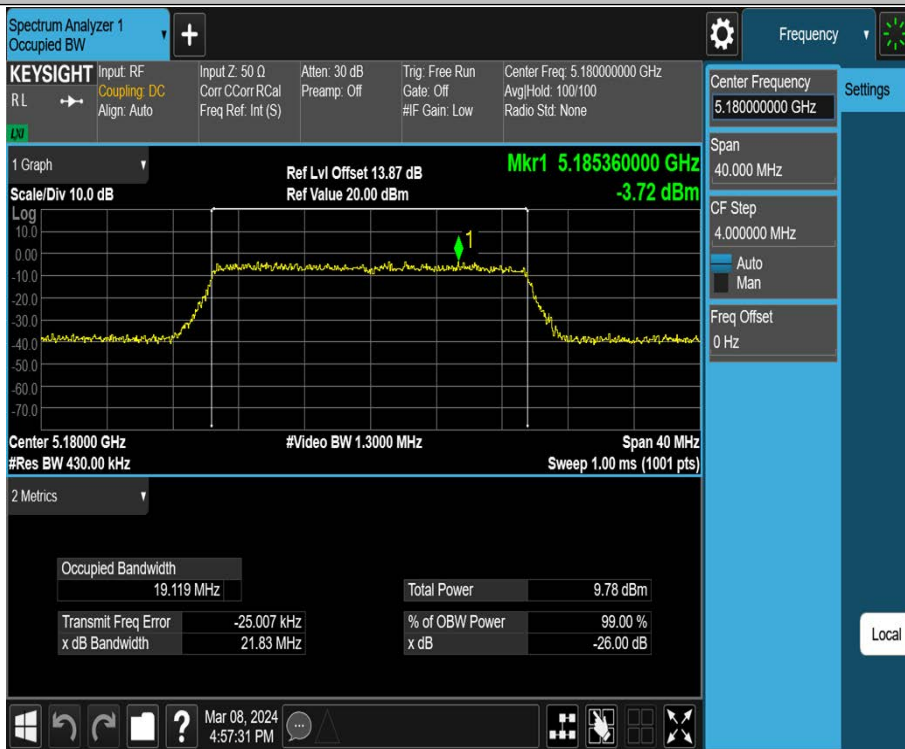 Spectrum Analyzer 1
Occupied BW
+
Frequency
KEYSIGHT
R L
LXI
Input: RF
Coupling: DC
Align: Auto
Input Z: 50 Ω
Corr CCorr RCal
Freq Ref: Int (S)
Atten: 30 dB
Preamp: Off
Trig: Free Run
Gate: Off
#IF Gain: Low
Center Freq: 5.180000000 GHz
Avg|Hold: 100/100
Radio Std: None
Center Frequency
5.180000000 GHz
Settings
Span
40.000 MHz
CF Step
4.000000 MHz
Auto
Man
Freq Offset
0 Hz
Local
1 Graph
Scale/Div 10.0 dB
Ref Lvl Offset 13.87 dB
Ref Value 20.00 dBm
Mkr1 5.185360000 GHz
-3.72 dBm
Log
10.0
0.00
-10.0
-20.0
-30.0
-40.0
-50.0
-60.0
-70.0
1
Center 5.18000 GHz
#Video BW 1.3000 MHz
Span 40 MHz
#Res BW 430.00 kHz
Sweep 1.00 ms (1001 pts)
2 Metrics
Occupied Bandwidth
19.119 MHz
Total Power 9.78 dBm
Transmit Freq Error -25.007 kHz
% of OBW Power 99.00 %
x dB Bandwidth 21.83 MHz
x dB -26.00 dB
?
Mar 08, 2024
4:57:31 PM